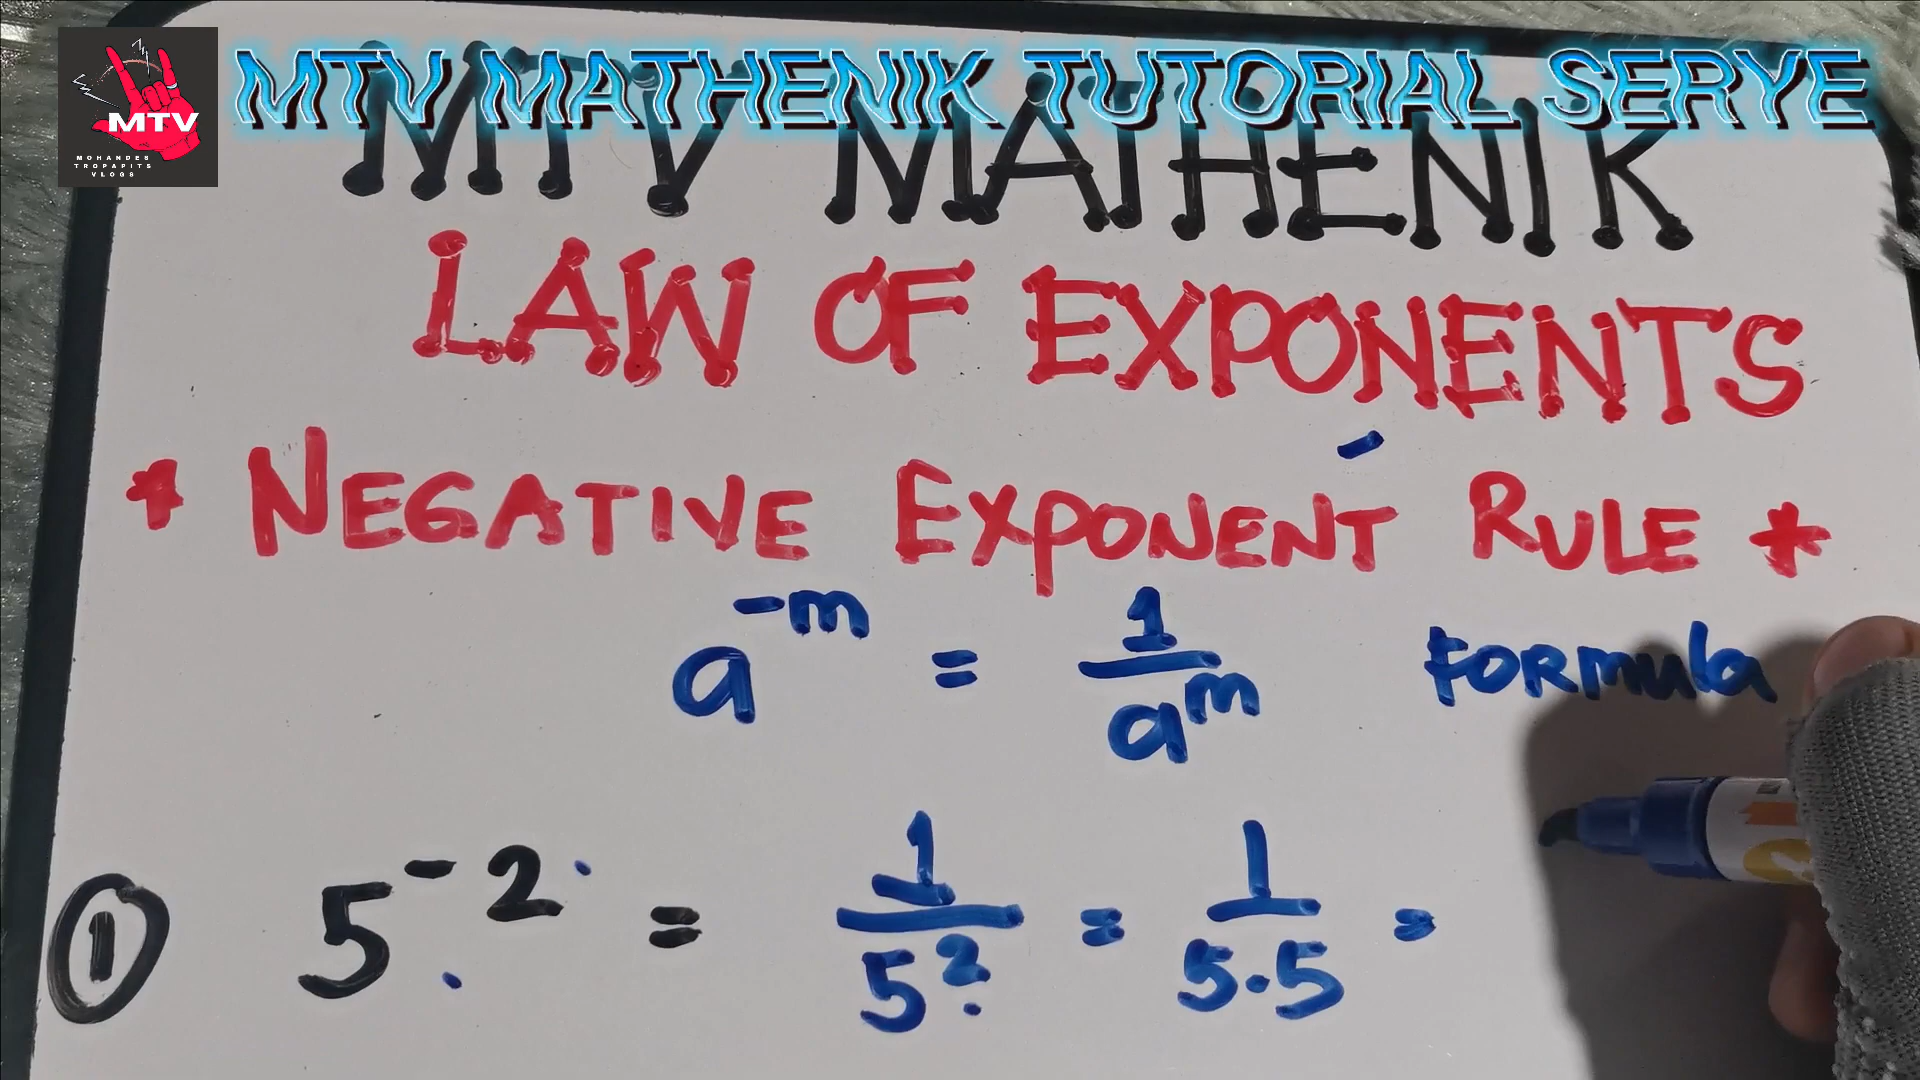 MTV MATHENIK TUTORIAL SERYE
MTV
MOHANDES
TROPAPITS
VLOGS
MTV MATHENIK
LAW OF EXPONENTS
* NEGATIVE EXPONENT RULE *
a^-m = 1/a^m FORMULA
① 5^-2 = 1/5^2 = 1/5·5 =